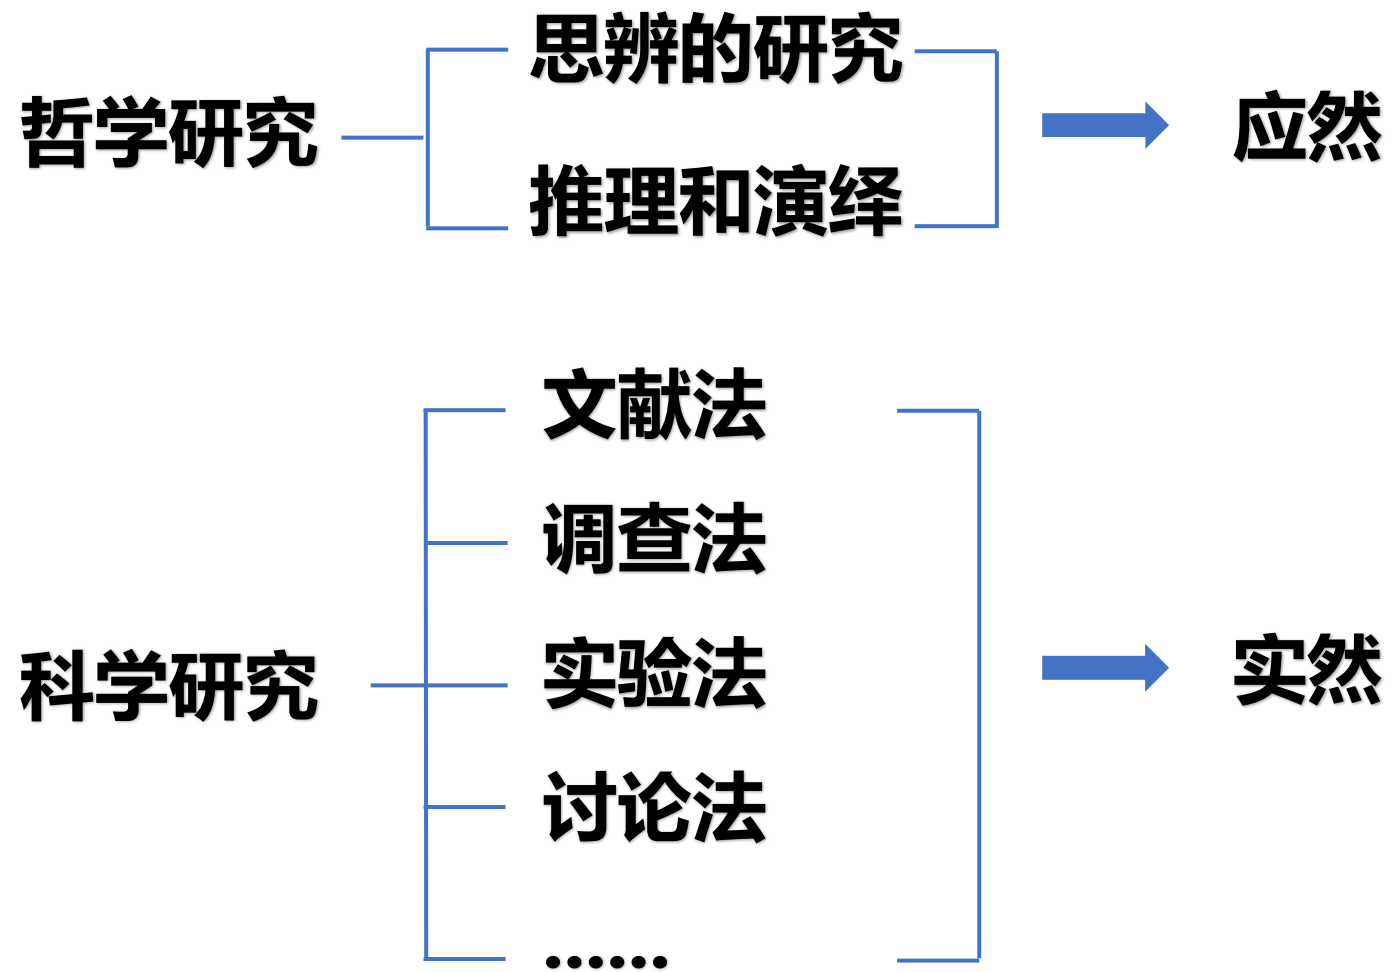 思辨的研究
哲学研究
应然
推理和演绎
文献法
调查法
实验法
科学研究
实然
讨论法
······